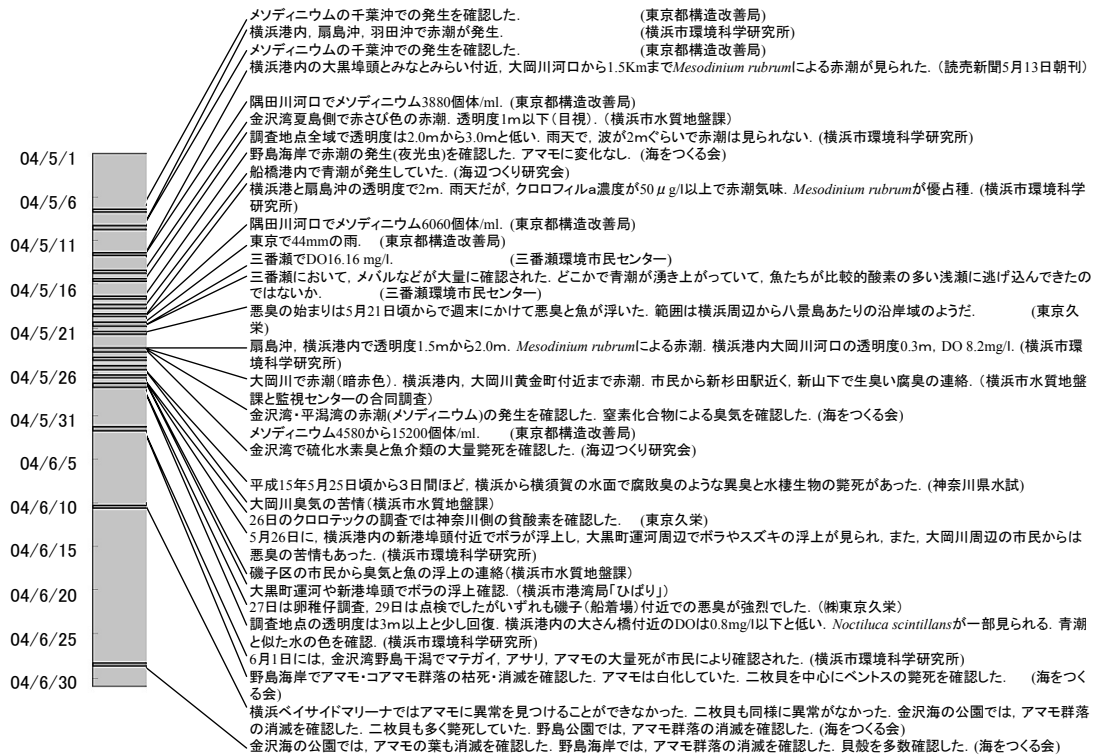 メソディニウムの千葉沖での発生を確認した. (東京都構造改善局)
横浜港内, 扇島沖, 羽田沖で赤潮が発生. (横浜市環境科学研究所)
メソディニウムの千葉沖での発生を確認した. (東京都構造改善局)
横浜港内の大黒埠頭とみなとみらい付近, 大岡川河口から1.5KmまでMesodinium rubrumによる赤潮が見られた. (読売新聞5月13日朝刊)
隅田川河口でメソディニウム3880個体/ml. (東京都構造改善局)
金沢湾夏島側で赤さび色の赤潮. 透明度1m以下(目視). (横浜市水質地盤課)
調査地点全域で透明度は2.0mから3.0mと低い. 雨天で, 波が2mぐらいで赤潮は見られない. (横浜市環境科学研究所)
野島海岸で赤潮の発生(夜光虫)を確認した. アマモに変化なし. (海をつくる会)
船橋港内で青潮が発生していた. (海辺つくり研究会)
横浜港と扇島沖の透明度で2m. 雨天だが, クロロフィルa濃度が50μg/l以上で赤潮気味. Mesodinium rubrumが優占種. (横浜市環境科学
研究所)
隅田川河口でメソディニウム6060個体/ml. (東京都構造改善局)
東京で44mmの雨. (東京都構造改善局)
三番瀬でDO16.16 mg/l. (三番瀬環境市民センター)
三番瀬において, メバルなどが大量に確認された. どこかで青潮が湧き上がっていて, 魚たちが比較的酸素の多い浅瀬に逃げ込んできたの
ではないか. (三番瀬環境市民センター)
悪臭の始まりは5月21日頃からで週末にかけて悪臭と魚が浮いた. 範囲は横浜周辺から八景島あたりの沿岸域のようだ. (東京久
栄)
扇島沖, 横浜港内で透明度1.5mから2.0m. Mesodinium rubrumによる赤潮. 横浜港内大岡川河口の透明度0.3m, DO 8.2mg/l. (横浜市環
境科学研究所)
大岡川で赤潮(暗赤色). 横浜港内, 大岡川黄金町付近まで赤潮. 市民から新杉田駅近く, 新山下で生臭い腐臭の連絡. (横浜市水質地盤
課と監視センターの合同調査)
金沢湾・平潟湾の赤潮(メソディニウム)の発生を確認した. 窒素化合物による臭気を確認した. (海をつくる会)
メソディニウム4580から15200個体/ml. (東京都構造改善局)
金沢湾で硫化水素臭と魚介類の大量斃死を確認した. (海辺つくり研究会)
平成15年5月25日頃から3日間ほど, 横浜から横須賀の水面で腐敗臭のような異臭と水棲生物の斃死があった. (神奈川県水試)
大岡川臭気の苦情(横浜市水質地盤課)
26日のクロロテックの調査では神奈川側の貧酸素を確認した. (東京久栄)
5月26日に, 横浜港内の新港埠頭付近でボラが浮上し, 大黒町運河周辺でボラやスズキの浮上が見られ, また, 大岡川周辺の市民からは
悪臭の苦情もあった. (横浜市環境科学研究所)
磯子区の市民から臭気と魚の浮上の連絡(横浜市水質地盤課)
大黒町運河や新港埠頭でボラの浮上確認. (横浜市港湾局「ひばり」)
27日は卵稚仔調査, 29日は点検でしたがいずれも磯子(船着場)付近での悪臭が強烈でした. (㈱東京久栄)
調査地点の透明度は3m以上と少し回復. 横浜港内の大さん橋付近のDOは0.8mg/l以下と低い. Noctiluca scintillansが一部見られる. 青潮
と似た水の色を確認. (横浜市環境科学研究所)
6月1日には, 金沢湾野島干潟でマテガイ, アサリ, アマモの大量死が市民により確認された. (横浜市環境科学研究所)
野島海岸でアマモ・コアマモ群落の枯死・消滅を確認した. アマモは白化していた. 二枚貝を中心にベントスの斃死を確認した. (海をつく
る会)
横浜ベイサイドマリーナではアマモに異常を見つけることができなかった. 二枚貝も同様に異常がなかった. 金沢海の公園では, アマモ群落
の消滅を確認した. 二枚貝も多く斃死していた. 野島公園では, アマモ群落の消滅を確認した. (海をつくる会)
金沢海の公園では, アマモの葉も消滅を確認した. 野島海岸では, アマモ群落の消滅を確認した. 貝殻を多数確認した. (海をつくる会)
04/5/1
04/5/6
04/5/11
04/5/16
04/5/21
04/5/26
04/5/31
04/6/5
04/6/10
04/6/15
04/6/20
04/6/25
04/6/30